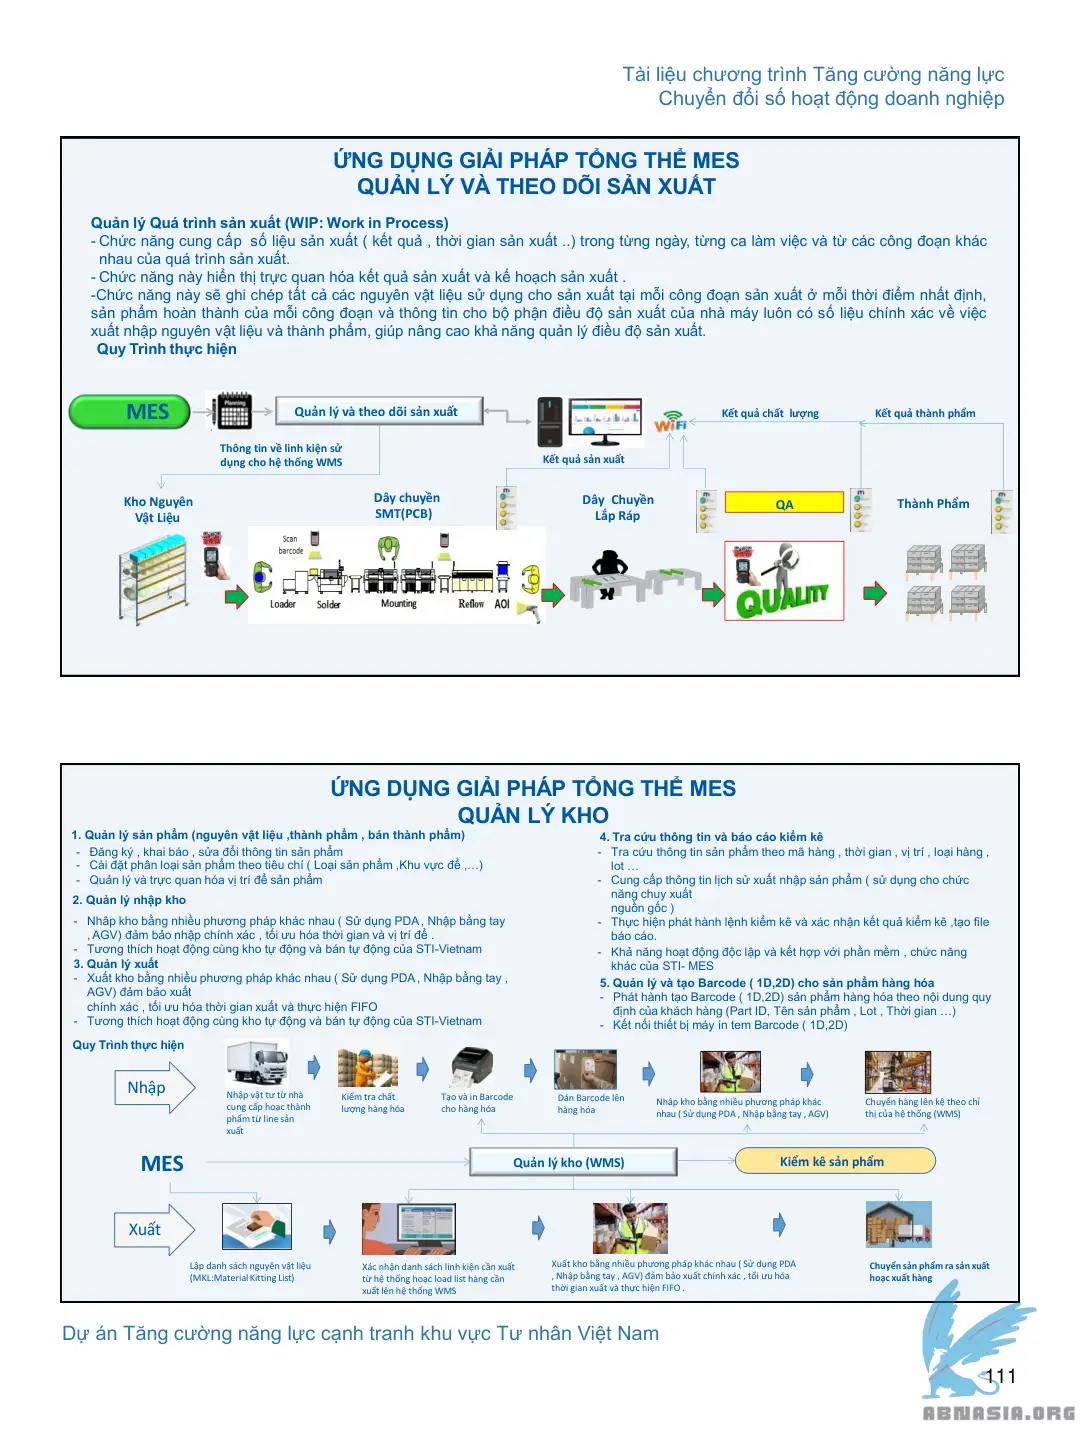 Tài liệu chương trình Tăng cường năng lực
Chuyển đổi số hoạt động doanh nghiệp
ỨNG DỤNG GIẢI PHÁP TỔNG THỂ MES
QUẢN LÝ VÀ THEO DÕI SẢN XUẤT
Quản lý Quá trình sản xuất (WIP: Work in Process)
- Chức năng cung cấp số liệu sản xuất ( kết quả , thời gian sản xuất ..) trong từng ngày, từng ca làm việc và từ các công đoạn khác
nhau của quá trình sản xuất.
- Chức năng này hiển thị trực quan hóa kết quả sản xuất và kế hoạch sản xuất .
-Chức năng này sẽ ghi chép tất cả các nguyên vật liệu sử dụng cho sản xuất tại mỗi công đoạn sản xuất ở mỗi thời điểm nhất định,
sản phẩm hoàn thành của mỗi công đoạn và thông tin cho bộ phận điều độ sản xuất của nhà máy luôn có số liệu chính xác về việc
xuất nhập nguyên vật liệu và thành phẩm, giúp nâng cao khả năng quản lý điều độ sản xuất.
Quy Trình thực hiện
MES
Planning
Quản lý và theo dõi sản xuất
WiFi
Kết quả chất lượng
Kết quả thành phẩm
Thông tin về linh kiện sử
dụng cho hệ thống WMS
Kết quả sản xuất
Kho Nguyên
Vật Liệu
Dây chuyền
SMT(PCB)
Dây Chuyền
Lắp Ráp
QA
Thành Phẩm
Scan
barcode
Loader
Solder
Mounting
Reflow
AOI
QUALITY
ỨNG DỤNG GIẢI PHÁP TỔNG THỂ MES
QUẢN LÝ KHO
1. Quản lý sản phẩm (nguyên vật liệu ,thành phẩm , bán thành phẩm)
- Đăng ký , khai báo , sửa đổi thông tin sản phẩm
- Cài đặt phân loại sản phẩm theo tiêu chí ( Loại sản phẩm ,Khu vực để ,…)
- Quản lý và trực quan hóa vị trí để sản phẩm
2. Quản lý nhập kho
- Nhâp kho bằng nhiều phương pháp khác nhau ( Sử dụng PDA , Nhập bằng tay
, AGV) đảm bảo nhập chính xác , tối ưu hóa thời gian và vị trí để .
- Tương thích hoạt động cùng kho tự động và bán tự động của STI-Vietnam
3. Quản lý xuất
- Xuất kho bằng nhiều phương pháp khác nhau ( Sử dụng PDA , Nhập bằng tay ,
AGV) đảm bảo xuất
chính xác , tối ưu hóa thời gian xuất và thực hiện FIFO
- Tương thích hoạt động cùng kho tự động và bán tự động của STI-Vietnam
4. Tra cứu thông tin và báo cáo kiểm kê
- Tra cứu thông tin sản phẩm theo mã hàng , thời gian , vị trí , loại hàng ,
lot …
- Cung cấp thông tin lịch sử xuất nhập sản phẩm ( sử dụng cho chức
năng chuy xuất
nguồn gốc )
- Thực hiện phát hành lệnh kiểm kê và xác nhận kết quả kiểm kê ,tạo file
báo cáo.
- Khả năng hoạt động độc lập và kết hợp với phần mềm , chức năng
khác của STI- MES
5. Quản lý và tạo Barcode ( 1D,2D) cho sản phẩm hàng hóa
- Phát hành tạo Barcode ( 1D,2D) sản phẩm hàng hóa theo nội dung quy
định của khách hàng (Part ID, Tên sản phẩm , Lot , Thời gian …)
- Kết nối thiết bị máy in tem Barcode ( 1D,2D)
Quy Trình thực hiện
Nhập
Nhập vật tư từ nhà
cung cấp hoạc thành
phẩm từ line sản
xuất
Kiểm tra chất
lượng hàng hóa
Tạo và in Barcode
cho hàng hóa
Dán Barcode lên
hàng hóa
Nhâp kho bằng nhiều phương pháp khác
nhau ( Sử dụng PDA , Nhập bằng tay , AGV)
Chuyển hàng lên kệ theo chỉ
thị của hệ thống (WMS)
MES
Quản lý kho (WMS)
Kiểm kê sản phẩm
Xuất
Lập danh sách nguyên vật liệu
(MKL:Material Kitting List)
Xác nhận danh sách linh kiện cần xuất
từ hệ thống hoạc load list hàng cần
xuất lên hệ thống WMS
Xuất kho bằng nhiều phương pháp khác nhau ( Sử dụng PDA
, Nhập bằng tay , AGV) đảm bảo xuất chính xác , tối ưu hóa
thời gian xuất và thực hiện FIFO .
Chuyển sản phẩm ra sản xuất
hoạc xuất hàng
Dự án Tăng cường năng lực cạnh tranh khu vực Tư nhân Việt Nam
111
ABNASIA.ORG